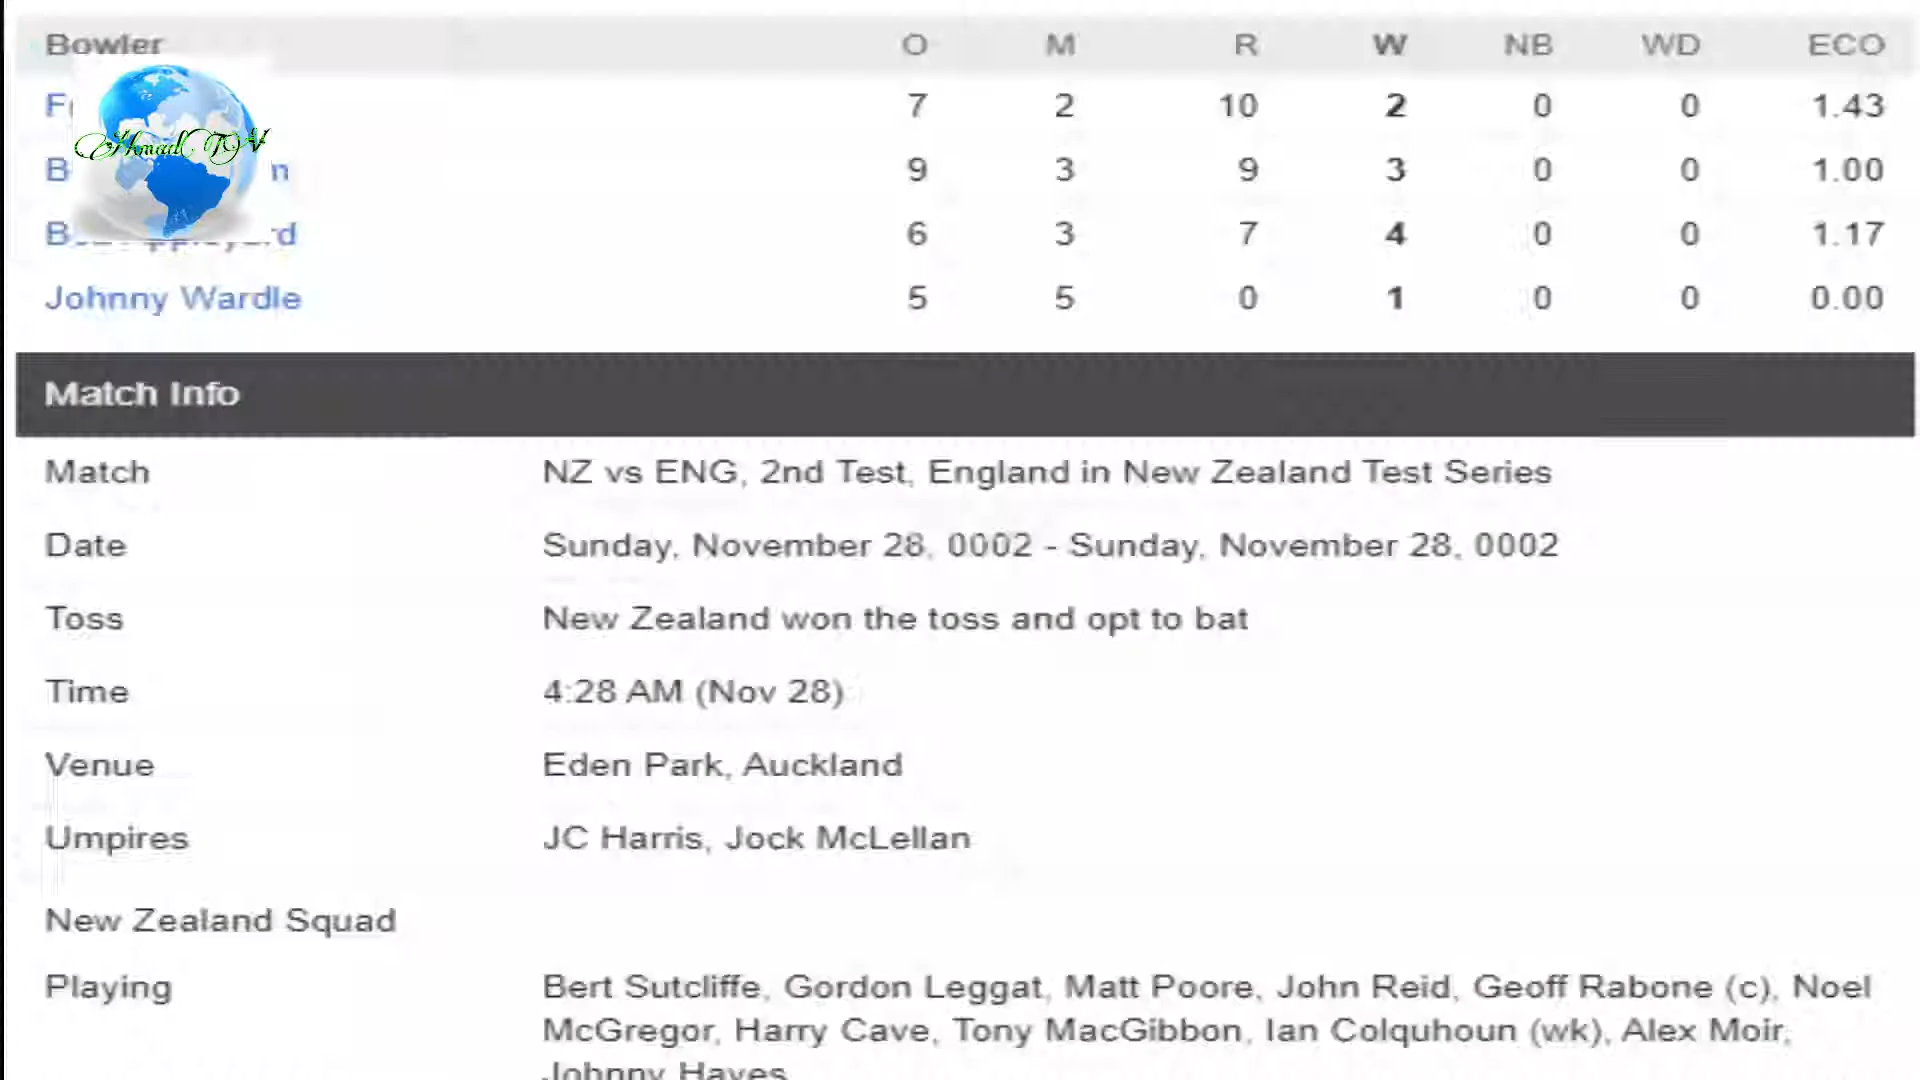 Bowler O M R W NB WD ECO
7 2 10 2 0 0 1.43
9 3 9 3 0 0 1.00
6 3 7 4 0 0 1.17
Johnny Wardle 5 5 0 1 0 0 0.00
Ahmad TV
Match Info
Match NZ vs ENG, 2nd Test, England in New Zealand Test Series
Date Sunday, November 28, 0002 - Sunday, November 28, 0002
Toss New Zealand won the toss and opt to bat
Time 4:28 AM (Nov 28)
Venue Eden Park, Auckland
Umpires JC Harris, Jock McLellan
New Zealand Squad
Playing Bert Sutcliffe, Gordon Leggat, Matt Poore, John Reid, Geoff Rabone (c), Noel
McGregor, Harry Cave, Tony MacGibbon, Ian Colquhoun (wk), Alex Moir,
Johnny Hayes